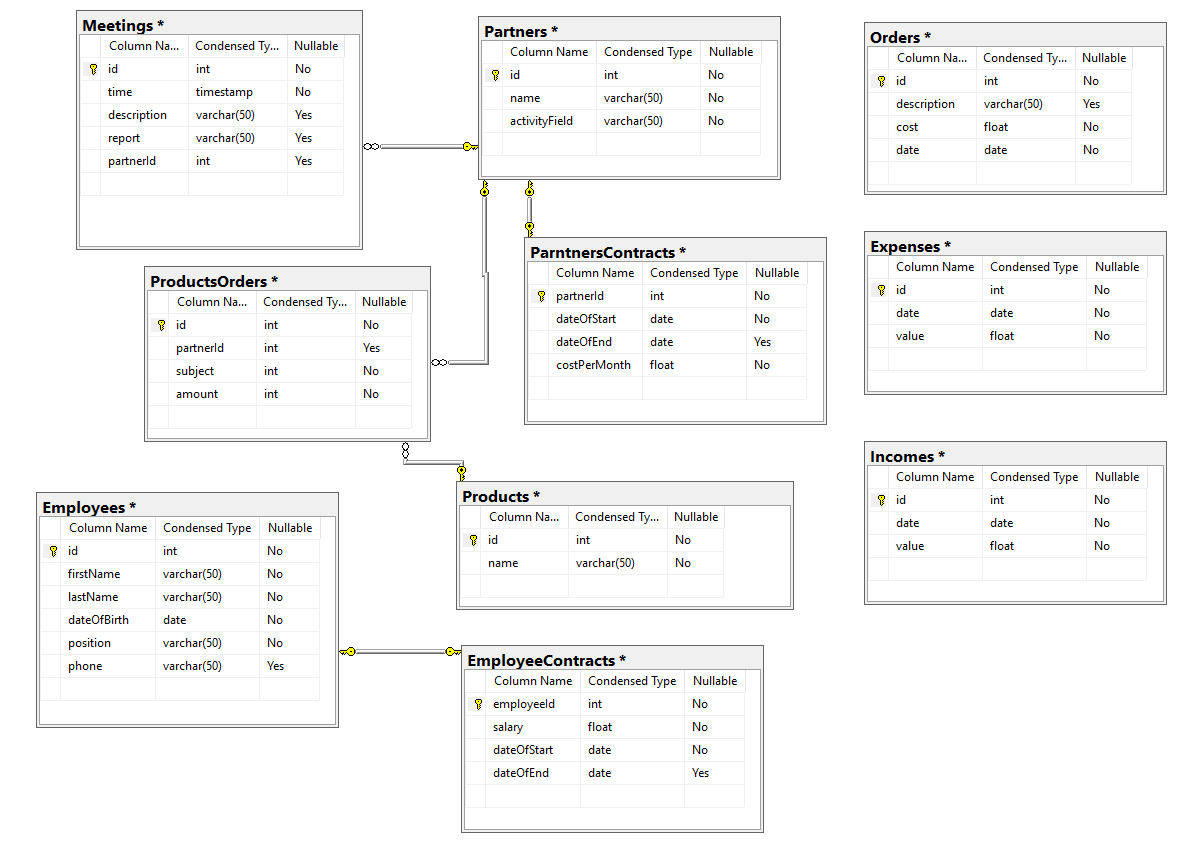 Meetings *
Column Na... Condensed Ty... Nullable
id int No
time timestamp No
description varchar(50) Yes
report varchar(50) Yes
partnerId int Yes
Partners *
Column Name Condensed Type Nullable
id int No
name varchar(50) No
activityField varchar(50) No
Orders *
Column Na... Condensed Ty... Nullable
id int No
description varchar(50) Yes
cost float No
date date No
ParntnersContracts *
Column Name Condensed Type Nullable
partnerId int No
dateOfStart date No
dateOfEnd date Yes
costPerMonth float No
Expenses *
Column Name Condensed Type Nullable
id int No
date date No
value float No
ProductsOrders *
Column Na... Condensed Ty... Nullable
id int No
partnerId int Yes
subject int No
amount int No
Incomes *
Column Name Condensed Type Nullable
id int No
date date No
value float No
Products *
Column Na... Condensed Ty... Nullable
id int No
name varchar(50) No
Employees *
Column Name Condensed Type Nullable
id int No
firstName varchar(50) No
lastName varchar(50) No
dateOfBirth date No
position varchar(50) No
phone varchar(50) Yes
EmployeeContracts *
Column Name Condensed Type Nullable
employeeId int No
salary float No
dateOfStart date No
dateOfEnd date Yes